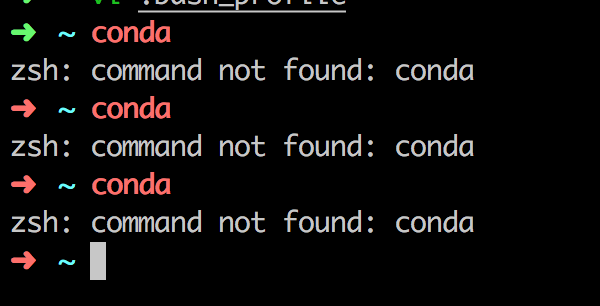 vi .bash_profile
➜ ~ conda
zsh: command not found: conda
➜ ~ conda
zsh: command not found: conda
➜ ~ conda
zsh: command not found: conda
➜ ~